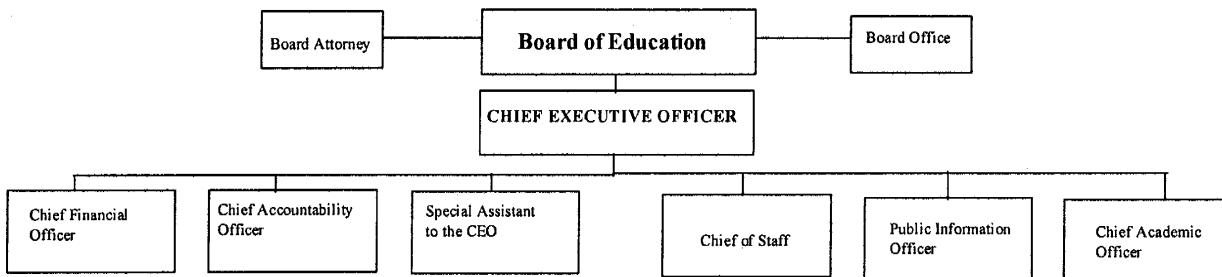 Board Attorney
Board of Education
Board Office
CHIEF EXECUTIVE OFFICER
Chief Financial
Officer
Chief Accountability
Officer
Special Assistant
to the CEO
Chief of Staff
Public Information
Officer
Chief Academic
Officer